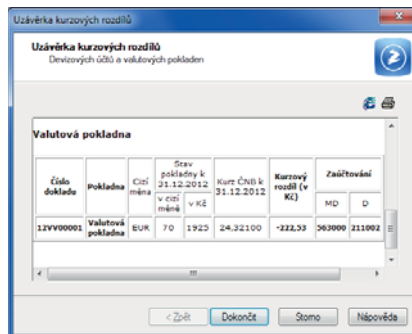 Uzávěrka kurzových rozdílů
Uzávěrka kurzových rozdílů
Devizových účtů a valutových pokladen
Valutová pokladna
Číslo dokladu Pokladna Cizí měna Stav pokladny k 31.12.2012 Kurz ČNB k 31.12.2012 Kurzový rozdíl (v Kč) Zaúčtování
v cizí měně v Kč MD D
12VV00001 Valutová pokladna EUR 70 1925 24,32100 -222,53 563000 211002
< Zpět Dokončit Storno Nápověda